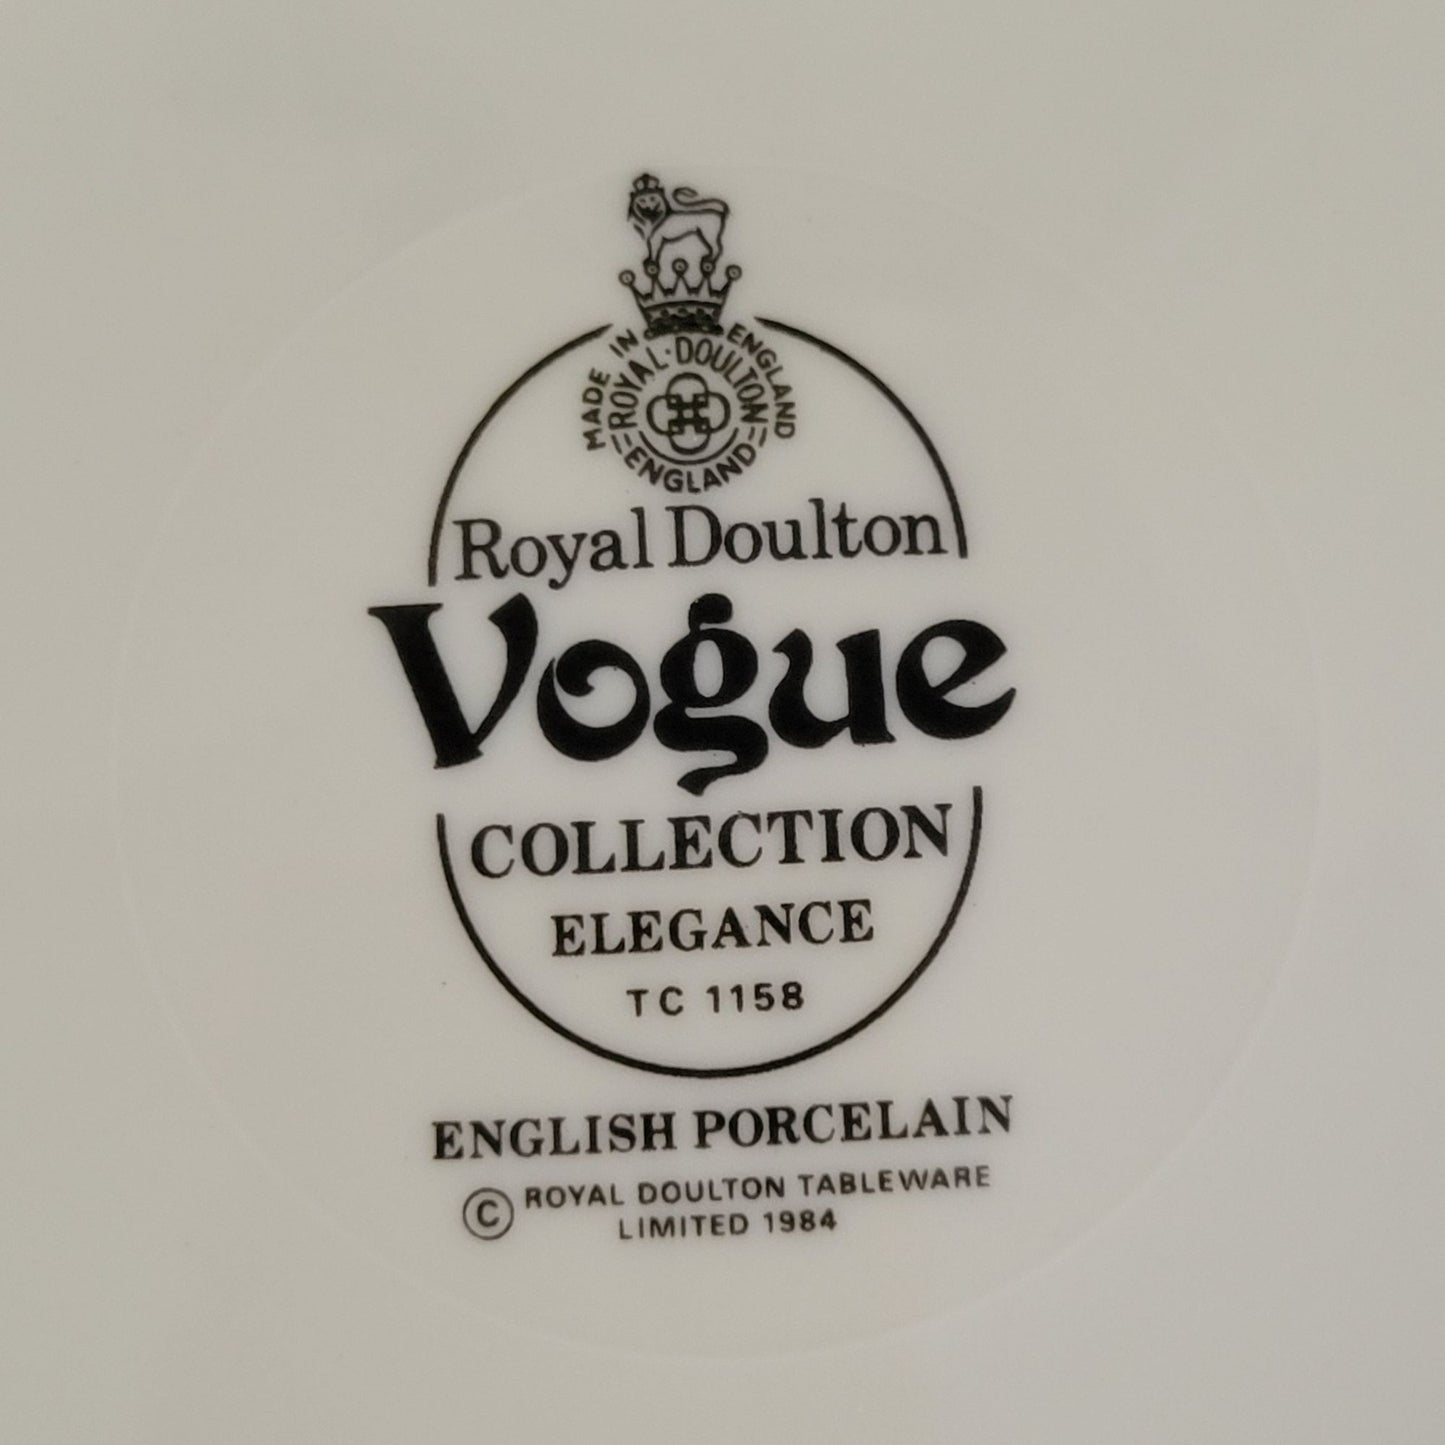 MADE IN ENGLAND
ROYAL·DOULTON
ENGLAND
Royal Doulton
Vogue
COLLECTION
ELEGANCE
TC 1158
ENGLISH PORCELAIN
© ROYAL DOULTON TABLEWARE
LIMITED 1984